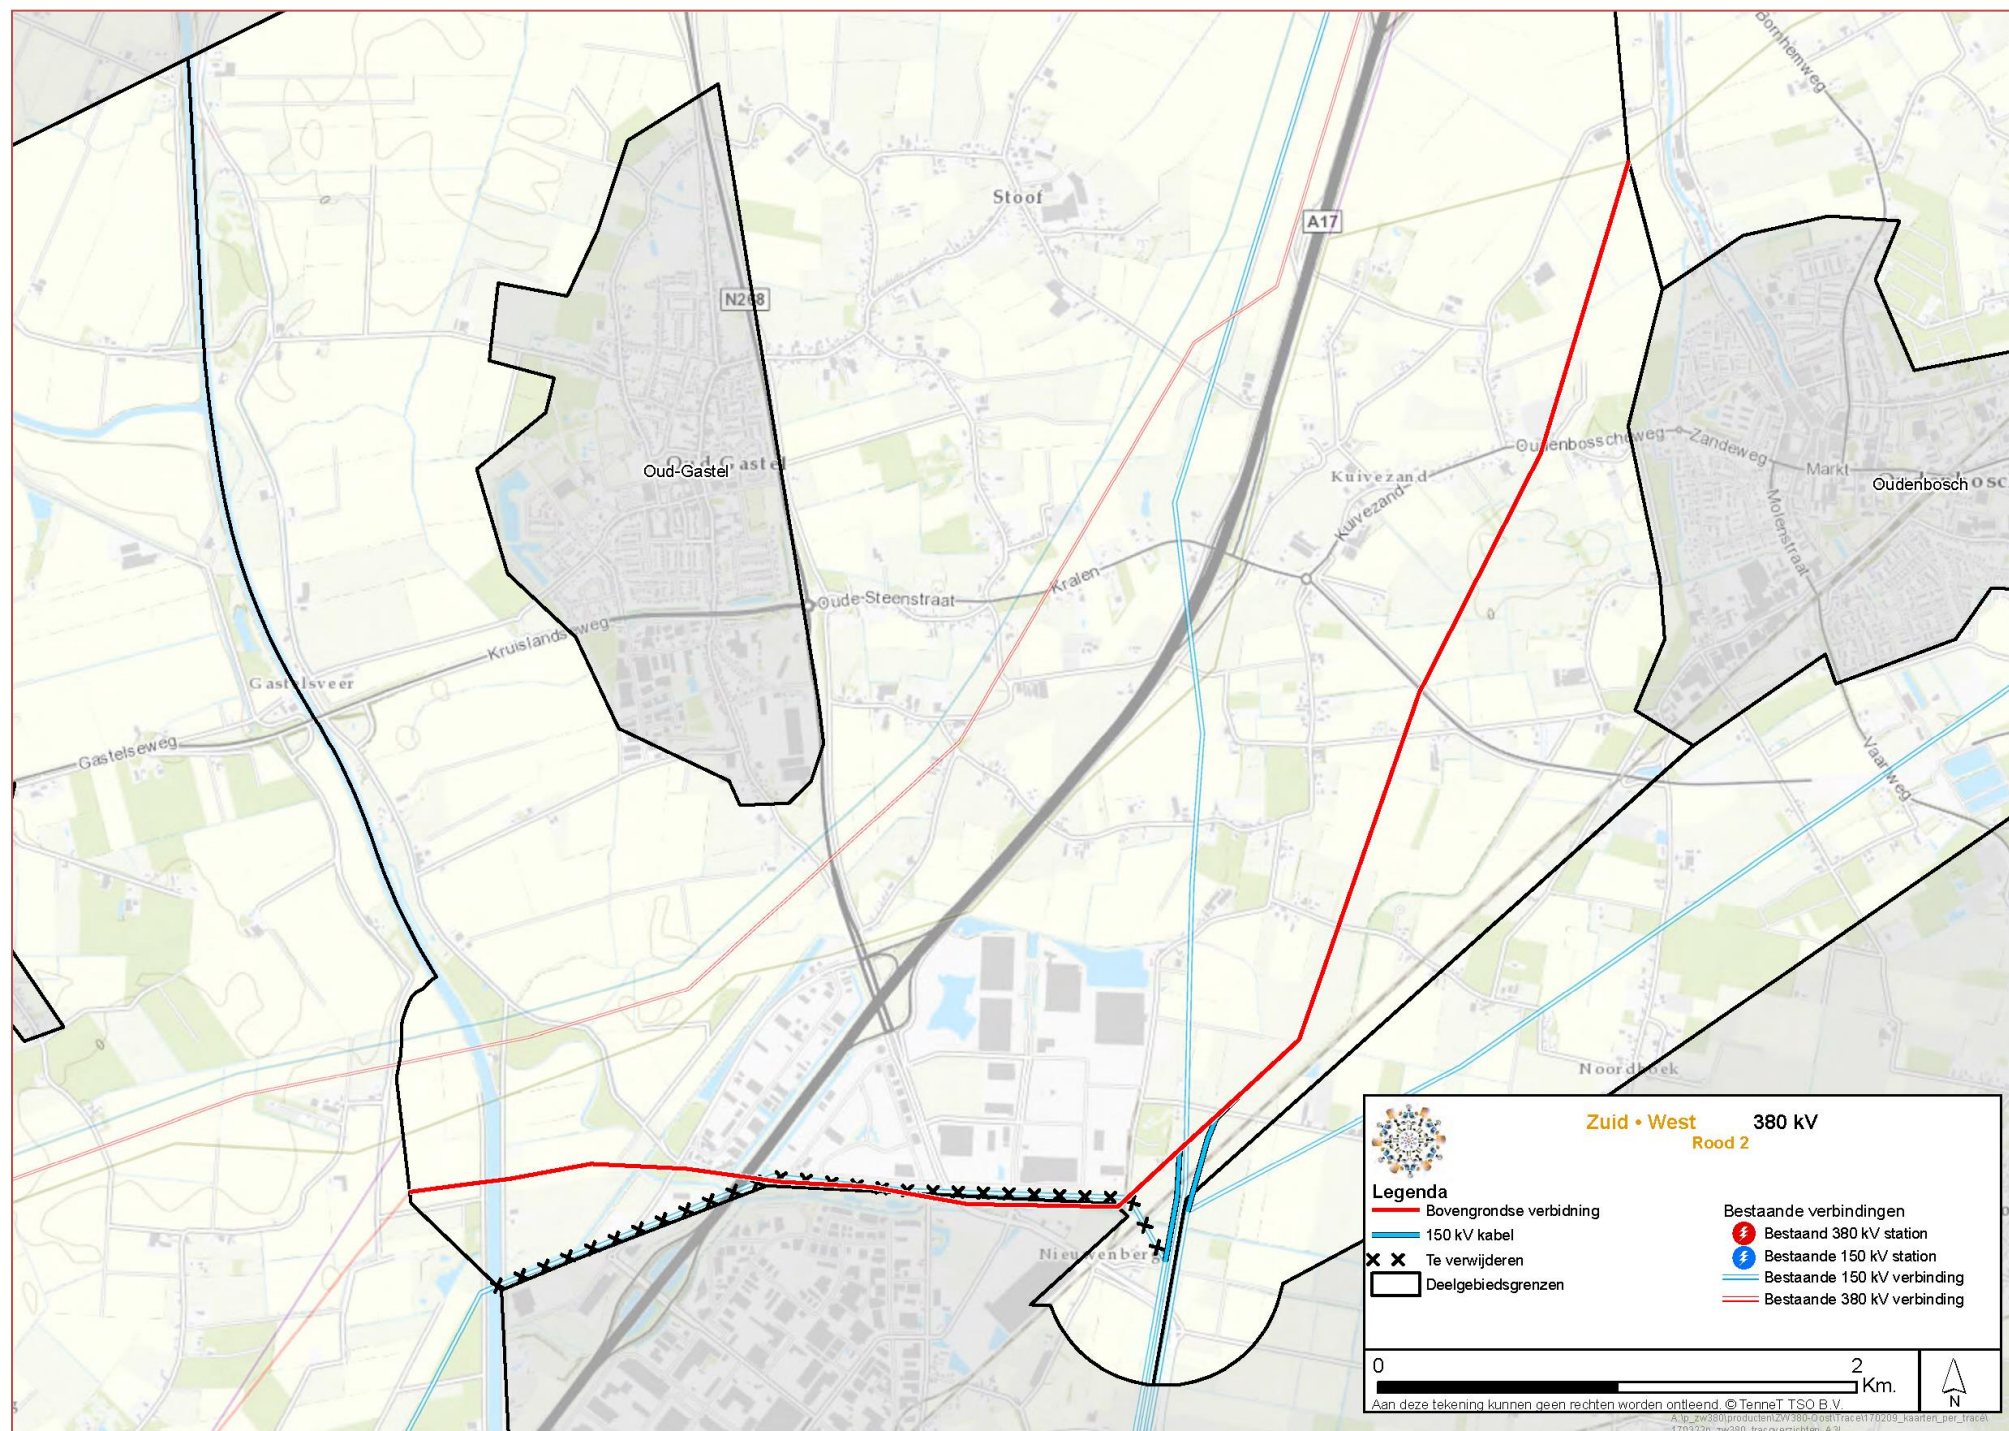 Bornhemweg
Stoof
A17
N268
Oud Gastel
Oud-Gastel
Oudenbosscheweg
Zandeweg
Markt
Kuivezand
Oudenbosch
Kuivezand
Molenstraat
Kralen
Oude-Steenstraat
Kruislandseweg
Gastelsveer
Gastelseweg
Vaartweg
Noordhoek
Nieuwenberg
Zuid • West 380 kV
Rood 2
Legenda
Bovengrondse verbidning
150 kV kabel
Te verwijderen
Deelgebiedsgrenzen
Bestaande verbindingen
Bestaand 380 kV station
Bestaande 150 kV station
Bestaande 150 kV verbinding
Bestaande 380 kV verbinding
0 2
Km.
N
Aan deze tekening kunnen geen rechten worden ontleend. © TenneT TSO B.V.